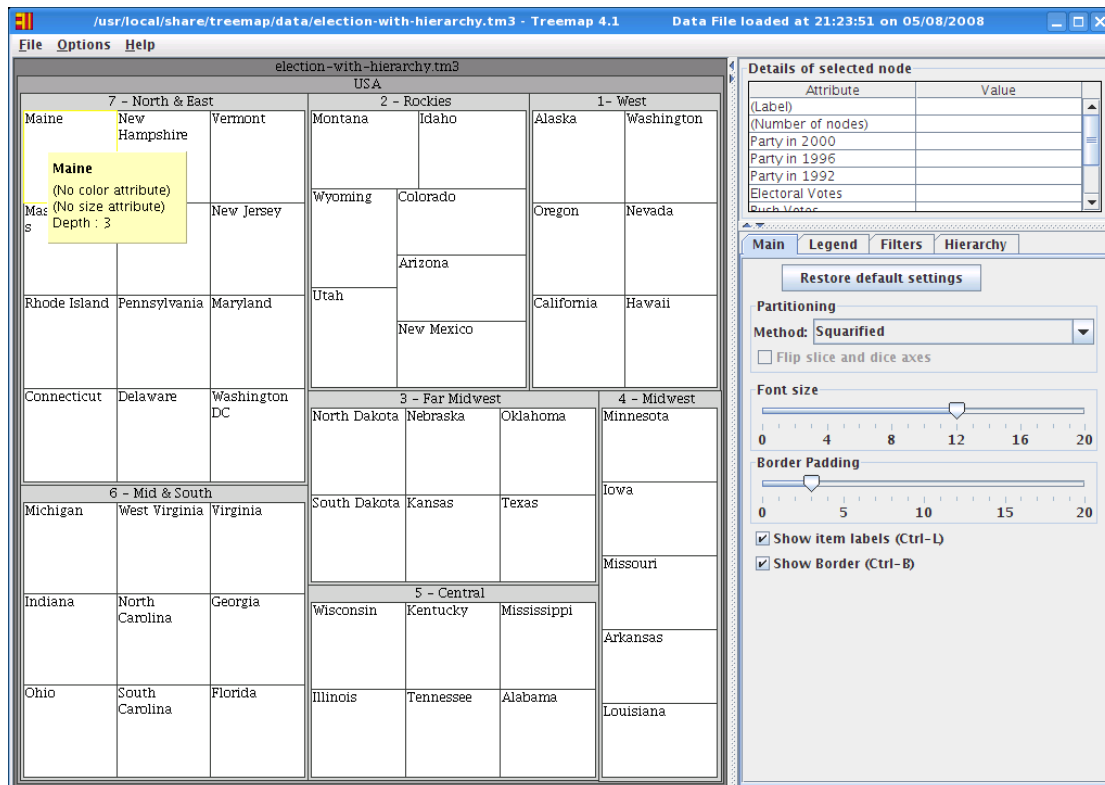 /usr/local/share/treemap/data/election-with-hierarchy.tm3 - Treemap 4.1 Data File loaded at 21:23:51 on 05/08/2008
File Options Help
election-with-hierarchy.tm3
USA
7 - North & East
Maine
New
Hampshire
Vermont
Maine
(No color attribute)
(No size attribute)
Depth : 3
Mas
s
New Jersey
Rhode Island
Pennsylvania
Maryland
Connecticut
Delaware
Washington
DC
6 - Mid & South
Michigan
West Virginia
Virginia
Indiana
North
Carolina
Georgia
Ohio
South
Carolina
Florida
2 - Rockies
Montana
Idaho
Wyoming
Colorado
Arizona
Utah
New Mexico
1- West
Alaska
Washington
Oregon
Nevada
California
Hawaii
3 - Far Midwest
North Dakota
Nebraska
Oklahoma
South Dakota
Kansas
Texas
4 - Midwest
Minnesota
Iowa
Missouri
Arkansas
Louisiana
5 - Central
Wisconsin
Kentucky
Mississippi
Illinois
Tennessee
Alabama
Details of selected node
Attribute Value
(Label)
(Number of nodes)
Party in 2000
Party in 1996
Party in 1992
Electoral Votes
Bush Votes
Main Legend Filters Hierarchy
Restore default settings
Partitioning
Method: Squarified
Flip slice and dice axes
Font size
0 4 8 12 16 20
Border Padding
0 5 10 15 20
Show item labels (Ctrl-L)
Show Border (Ctrl-B)